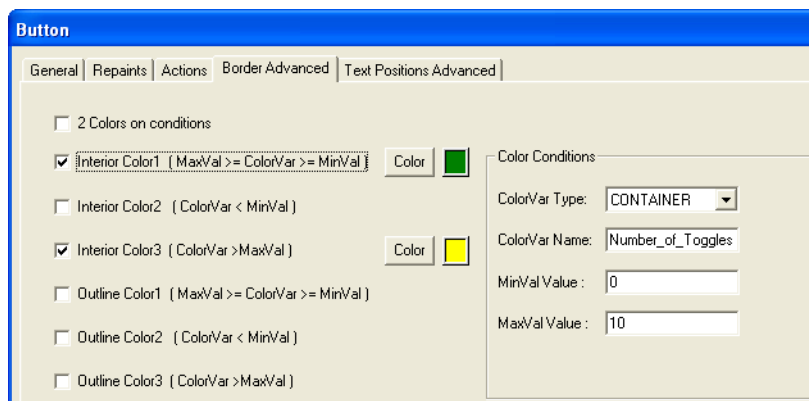 Button
General Repaints Actions Border Advanced Text Positions Advanced
2 Colors on conditions
Interior Color1 ( MaxVal >= ColorVar >= MinVal ) Color
Interior Color2 ( ColorVar < MinVal )
Interior Color3 ( ColorVar >MaxVal ) Color
Outline Color1 ( MaxVal >= ColorVar >= MinVal )
Outline Color2 ( ColorVar < MinVal )
Outline Color3 ( ColorVar >MaxVal )
Color Conditions
ColorVar Type: CONTAINER
ColorVar Name: Number_of_Toggles
MinVal Value : 0
MaxVal Value : 10